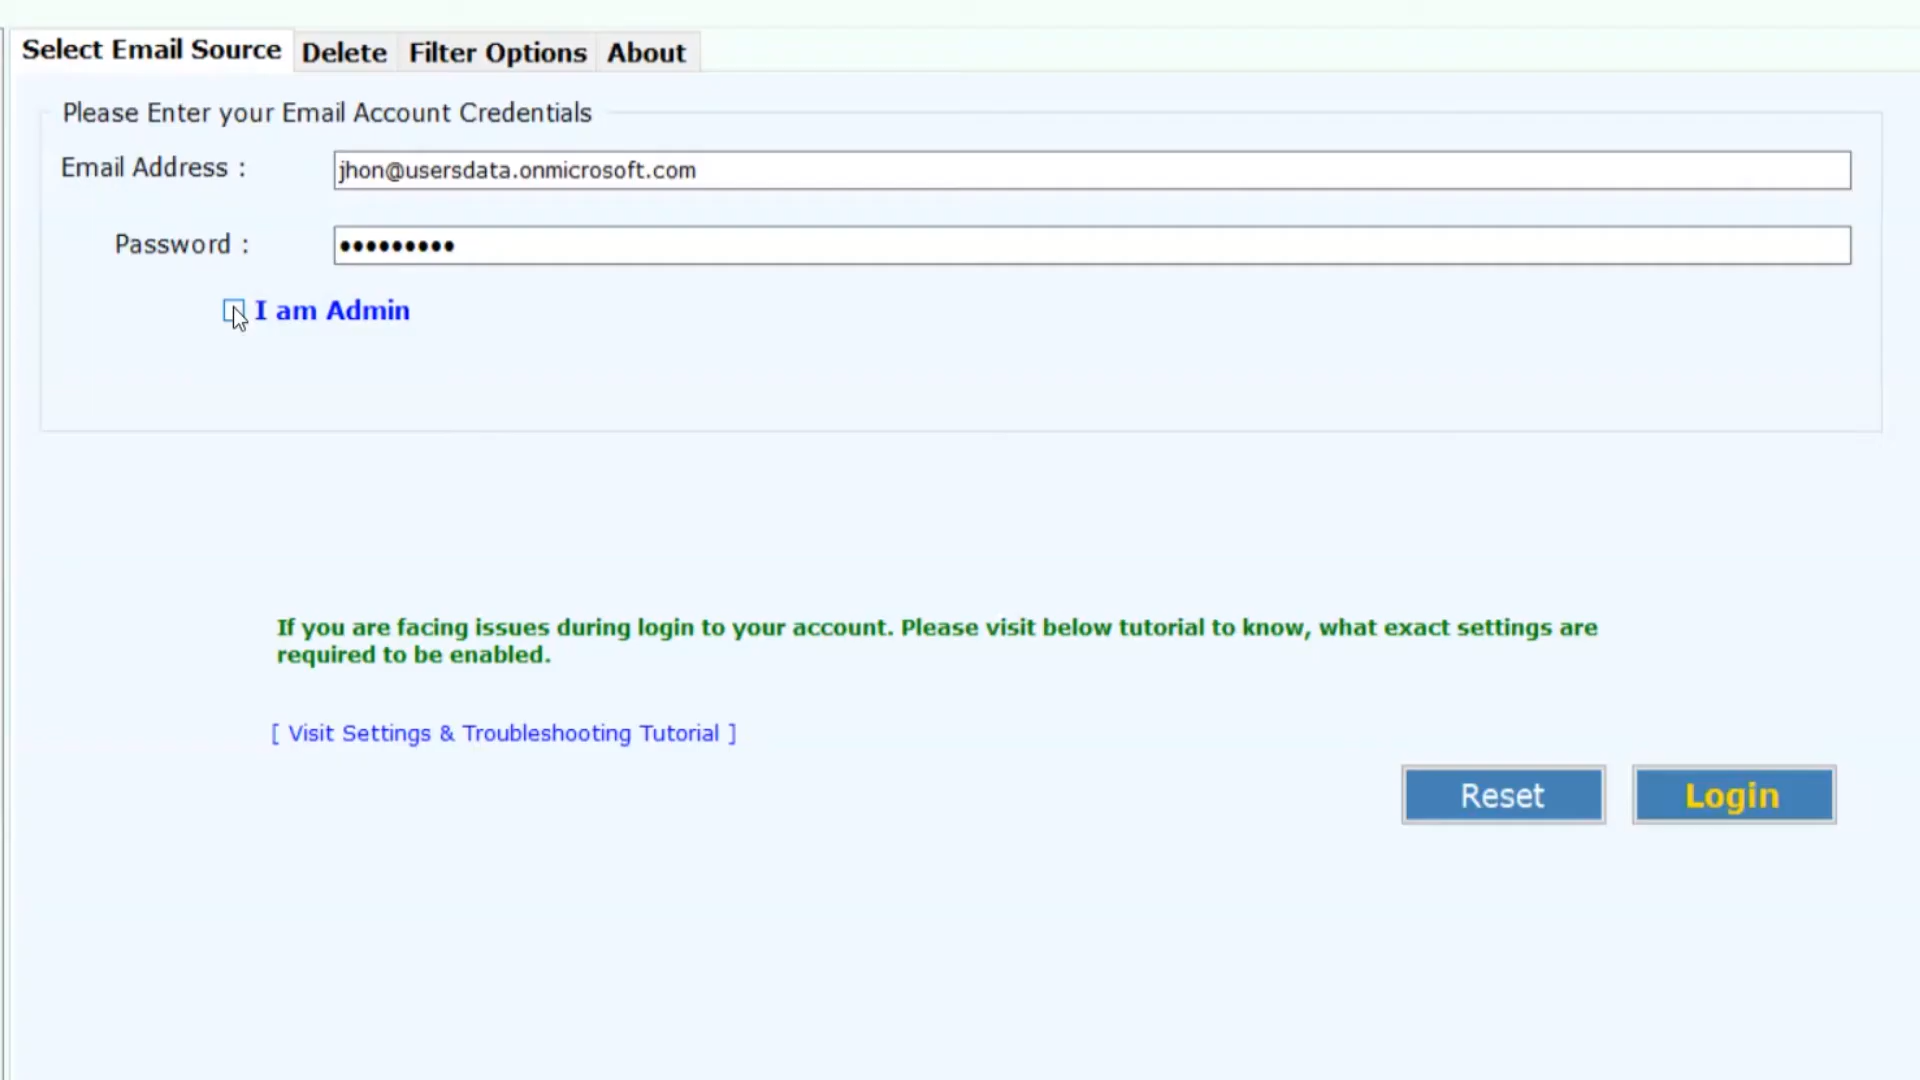 Select Email Source Delete Filter Options About
Please Enter your Email Account Credentials
Email Address : jhon@usersdata.onmicrosoft.com
Password : •••••••••
I am Admin
If you are facing issues during login to your account. Please visit below tutorial to know, what exact settings are
required to be enabled.
[ Visit Settings & Troubleshooting Tutorial ]
Reset Login